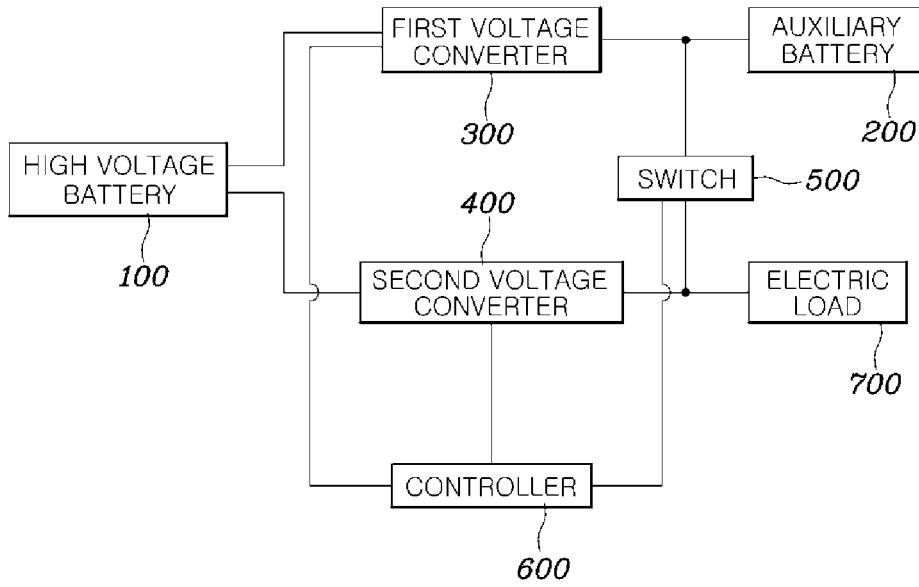 FIRST VOLTAGE
CONVERTER
300
AUXILIARY
BATTERY
200
HIGH VOLTAGE
BATTERY
100
SWITCH
500
400
SECOND VOLTAGE
CONVERTER
ELECTRIC
LOAD
700
CONTROLLER
600